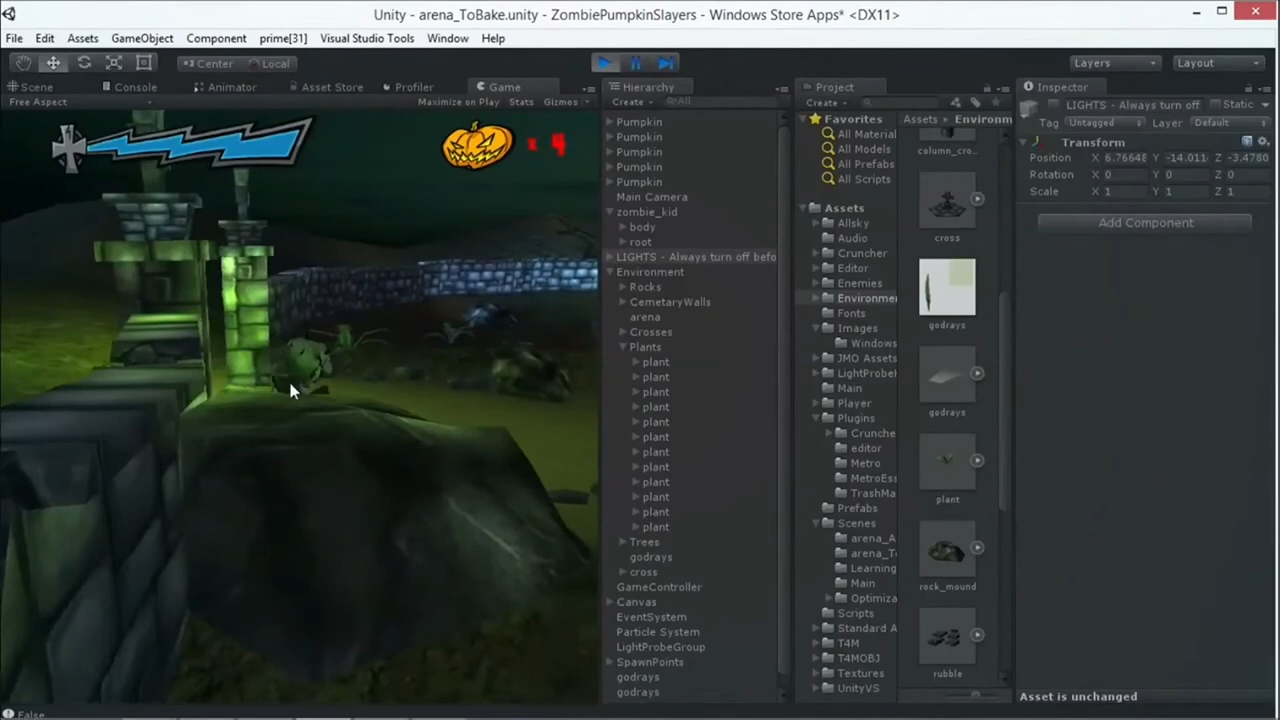 Unity - arena_ToBake.unity - ZombiePumpkinSlayers - Windows Store Apps* <DX11>
File Edit Assets GameObject Component prime[31] Visual Studio Tools Window Help
Center Local Layers Layout
Scene Console Animator Asset Store Profiler Game
Free Aspect Maximize on Play Stats Gizmos
x 4
Hierarchy
Create All
Pumpkin
Pumpkin
Pumpkin
Pumpkin
Pumpkin
Main Camera
zombie_kid
body
root
LIGHTS - Always turn off befo
Environment
Rocks
CemetaryWalls
arena
Crosses
Plants
plant
plant
plant
plant
plant
plant
plant
plant
plant
plant
plant
plant
Trees
godrays
cross
GameController
Canvas
EventSystem
Particle System
LightProbeGroup
SpawnPoints
godrays
godrays
Project
Create
Favorites
All Material
All Models
All Prefabs
All Scripts
Assets
Allsky
Audio
Cruncher
Editor
Enemies
Environme
Fonts
Images
Windows
JMO Assets
LightProbe
Main
Player
Plugins
Crunche
editor
Metro
MetroEss
TrashMa
Prefabs
Scenes
arena_A
arena_T
Learning
Main
Optimiza
Scripts
Standard A
T4M
T4MOBJ
Textures
UnityVS
Assets Environm
column_cro...
cross
godrays
godrays
plant
rock_mound
rubble
Inspector
LIGHTS - Always turn off Static
Tag Untagged Layer Default
Transform
Position X 6.76648 Y -14.011 Z -3.4780
Rotation X 0 Y 0 Z 0
Scale X 1 Y 1 Z 1
Add Component
Asset is unchanged
False